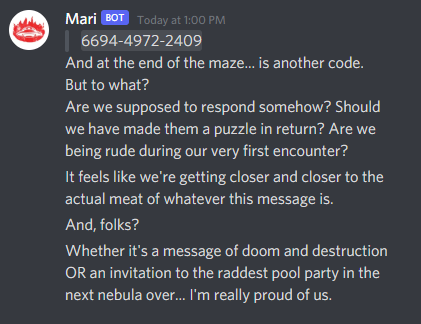 Mari BOT Today at 1:00 PM
6694-4972-2409
And at the end of the maze... is another code.
But to what?
Are we supposed to respond somehow? Should
we have made them a puzzle in return? Are we
being rude during our very first encounter?
It feels like we're getting closer and closer to the
actual meat of whatever this message is.
And, folks?
Whether it's a message of doom and destruction
OR an invitation to the raddest pool party in the
next nebula over... I'm really proud of us.